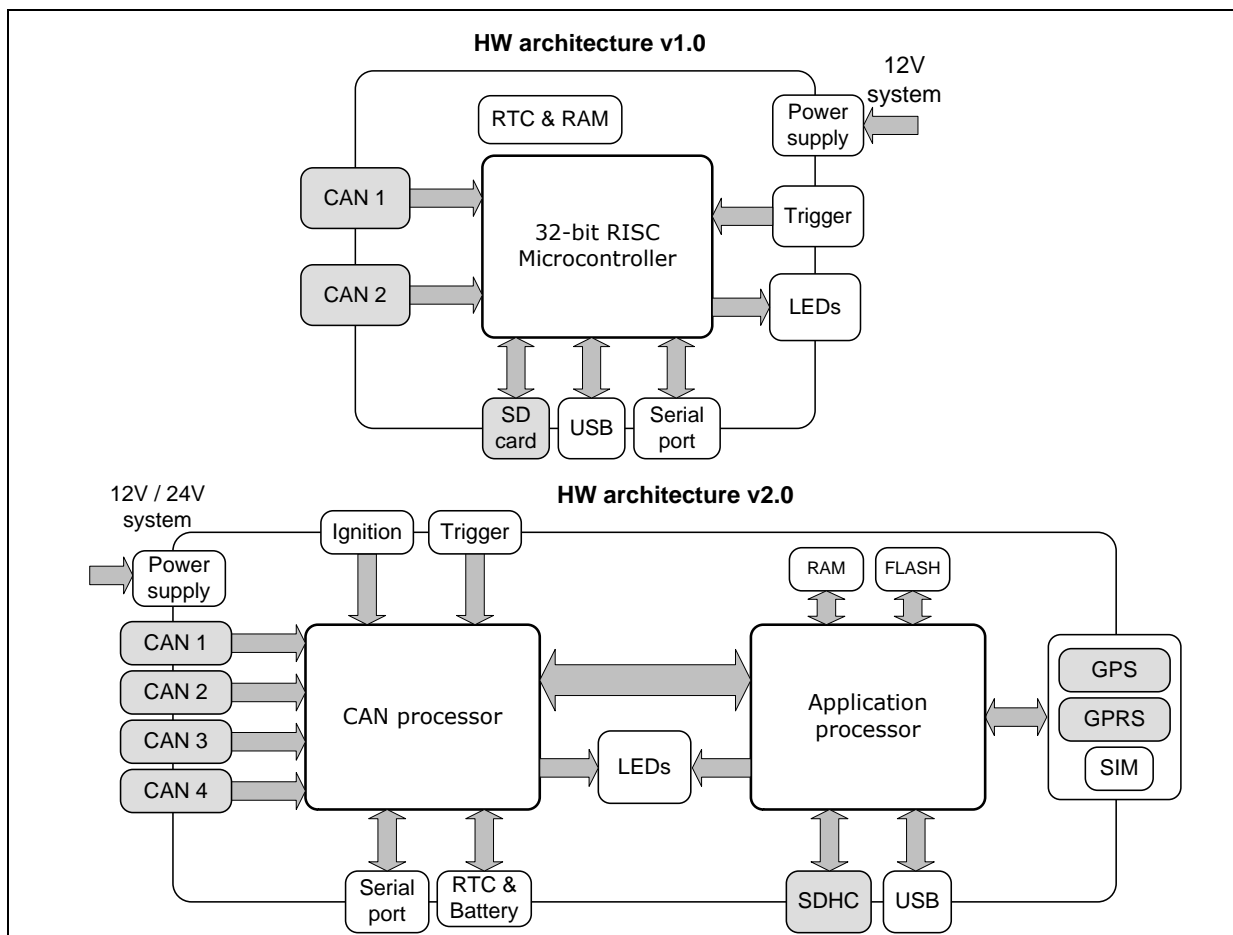 HW architecture v1.0
12V
system
RTC & RAM
Power
supply
CAN 1
Trigger
32-bit RISC
Microcontroller
CAN 2
LEDs
SD
card
USB
Serial
port
HW architecture v2.0
12V / 24V
system
Ignition
Trigger
Power
supply
RAM
FLASH
CAN 1
CAN 2
CAN 3
CAN 4
CAN processor
LEDs
Application
processor
GPS
GPRS
SIM
Serial
port
RTC &
Battery
SDHC
USB